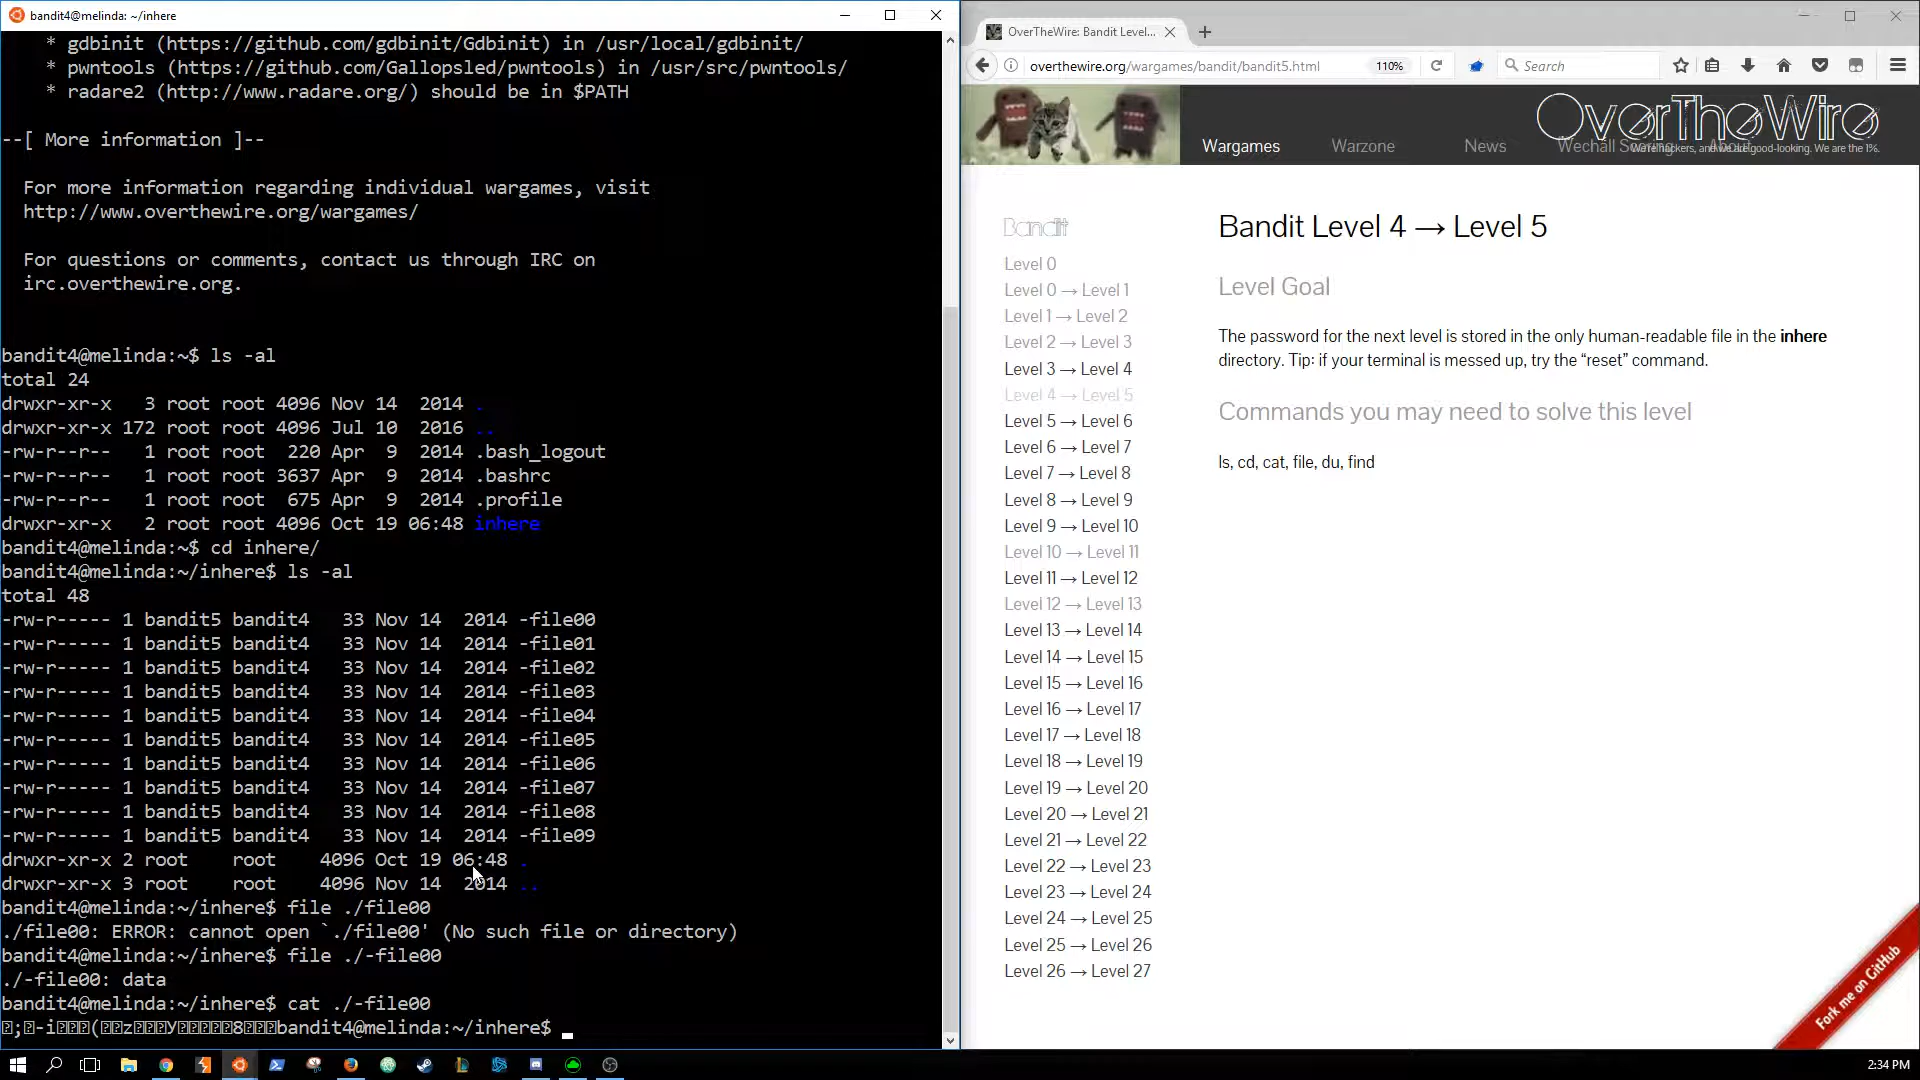 bandit4@melinda: ~/inhere
* gdbinit (https://github.com/gdbinit/Gdbinit) in /usr/local/gdbinit/
* pwntools (https://github.com/Gallopsled/pwntools) in /usr/src/pwntools/
* radare2 (http://www.radare.org/) should be in $PATH
--[ More information ]--
For more information regarding individual wargames, visit
http://www.overthewire.org/wargames/
For questions or comments, contact us through IRC on
irc.overthewire.org.
bandit4@melinda:~$ ls -al
total 24
drwxr-xr-x   3 root root 4096 Nov 14  2014 .
drwxr-xr-x 172 root root 4096 Jul 10  2016 ..
-rw-r--r--   1 root root  220 Apr  9  2014 .bash_logout
-rw-r--r--   1 root root 3637 Apr  9  2014 .bashrc
-rw-r--r--   1 root root  675 Apr  9  2014 .profile
drwxr-xr-x   2 root root 4096 Oct 19 06:48 inhere
bandit4@melinda:~$ cd inhere/
bandit4@melinda:~/inhere$ ls -al
total 48
-rw-r----- 1 bandit5 bandit4   33 Nov 14  2014 -file00
-rw-r----- 1 bandit5 bandit4   33 Nov 14  2014 -file01
-rw-r----- 1 bandit5 bandit4   33 Nov 14  2014 -file02
-rw-r----- 1 bandit5 bandit4   33 Nov 14  2014 -file03
-rw-r----- 1 bandit5 bandit4   33 Nov 14  2014 -file04
-rw-r----- 1 bandit5 bandit4   33 Nov 14  2014 -file05
-rw-r----- 1 bandit5 bandit4   33 Nov 14  2014 -file06
-rw-r----- 1 bandit5 bandit4   33 Nov 14  2014 -file07
-rw-r----- 1 bandit5 bandit4   33 Nov 14  2014 -file08
-rw-r----- 1 bandit5 bandit4   33 Nov 14  2014 -file09
drwxr-xr-x 2 root    root    4096 Oct 19 06:48 .
drwxr-xr-x 3 root    root    4096 Nov 14  2014 ..
bandit4@melinda:~/inhere$ file ./file00
./file00: ERROR: cannot open `./file00' (No such file or directory)
bandit4@melinda:~/inhere$ file ./-file00
./-file00: data
bandit4@melinda:~/inhere$ cat ./-file00
bandit4@melinda:~/inhere$
OverTheWire: Bandit Level...
overthewire.org/wargames/bandit/bandit5.html
110%
Search
OverTheWire
We're hackers, and we are good-looking. We are the 1%.
Wargames
Warzone
News
Wechall Scoring
About
Bandit
Level 0
Level 0 → Level 1
Level 1 → Level 2
Level 2 → Level 3
Level 3 → Level 4
Level 4 → Level 5
Level 5 → Level 6
Level 6 → Level 7
Level 7 → Level 8
Level 8 → Level 9
Level 9 → Level 10
Level 10 → Level 11
Level 11 → Level 12
Level 12 → Level 13
Level 13 → Level 14
Level 14 → Level 15
Level 15 → Level 16
Level 16 → Level 17
Level 17 → Level 18
Level 18 → Level 19
Level 19 → Level 20
Level 20 → Level 21
Level 21 → Level 22
Level 22 → Level 23
Level 23 → Level 24
Level 24 → Level 25
Level 25 → Level 26
Level 26 → Level 27
Bandit Level 4 → Level 5
Level Goal
The password for the next level is stored in the only human-readable file in the inhere
directory. Tip: if your terminal is messed up, try the “reset” command.
Commands you may need to solve this level
ls, cd, cat, file, du, find
Fork me on GitHub
2:34 PM